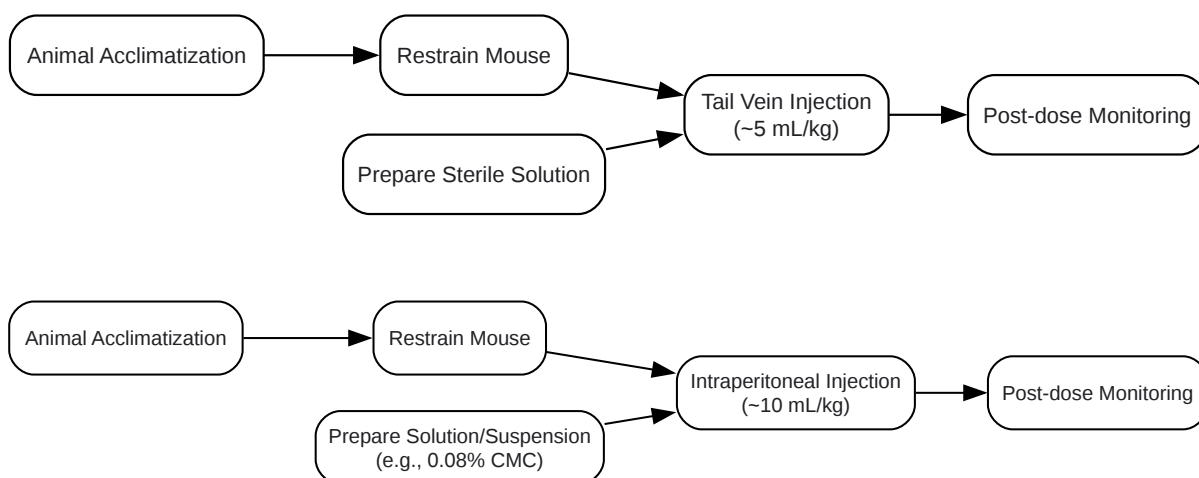 Animal Acclimatization
Restrain Mouse
Prepare Sterile Solution
Tail Vein Injection
(~5 mL/kg)
Post-dose Monitoring
Animal Acclimatization
Restrain Mouse
Prepare Solution/Suspension
(e.g., 0.08% CMC)
Intraperitoneal Injection
(~10 mL/kg)
Post-dose Monitoring